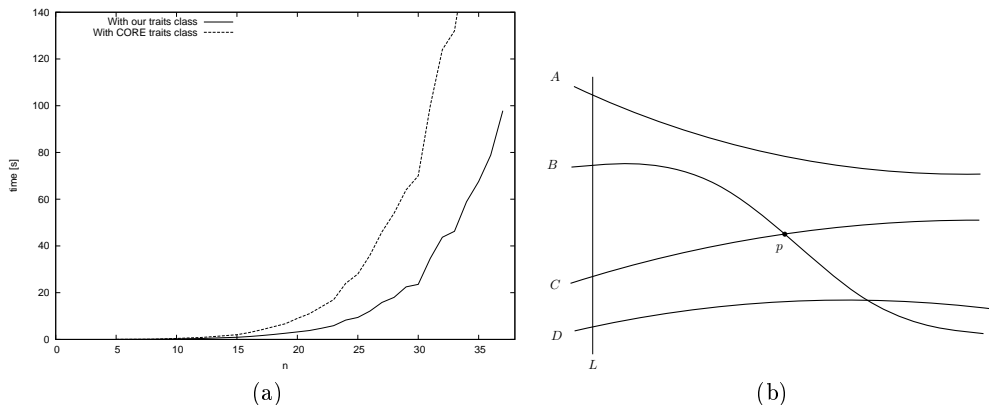 With our traits class
With CORE traits class
140
120
100
80
60
40
20
0
time [s]
0 5 10 15 20 25 30 35
n
(a)
A
B
C
D
p
L
(b)